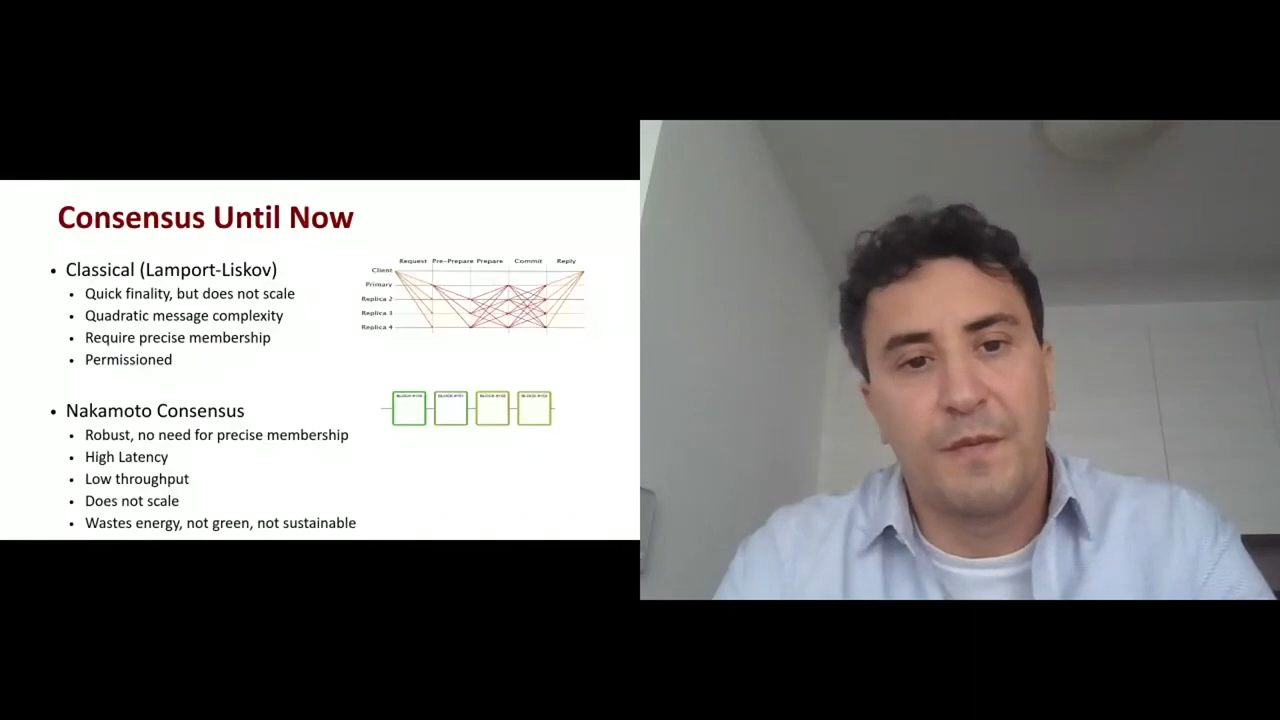 Consensus Until Now
• Classical (Lamport-Liskov)
• Quick finality, but does not scale
• Quadratic message complexity
• Require precise membership
• Permissioned
Request Pre-Prepare Prepare Commit Reply
Client
Primary
Replica 2
Replica 3
Replica 4
• Nakamoto Consensus
• Robust, no need for precise membership
• High Latency
• Low throughput
• Does not scale
• Wastes energy, not green, not sustainable